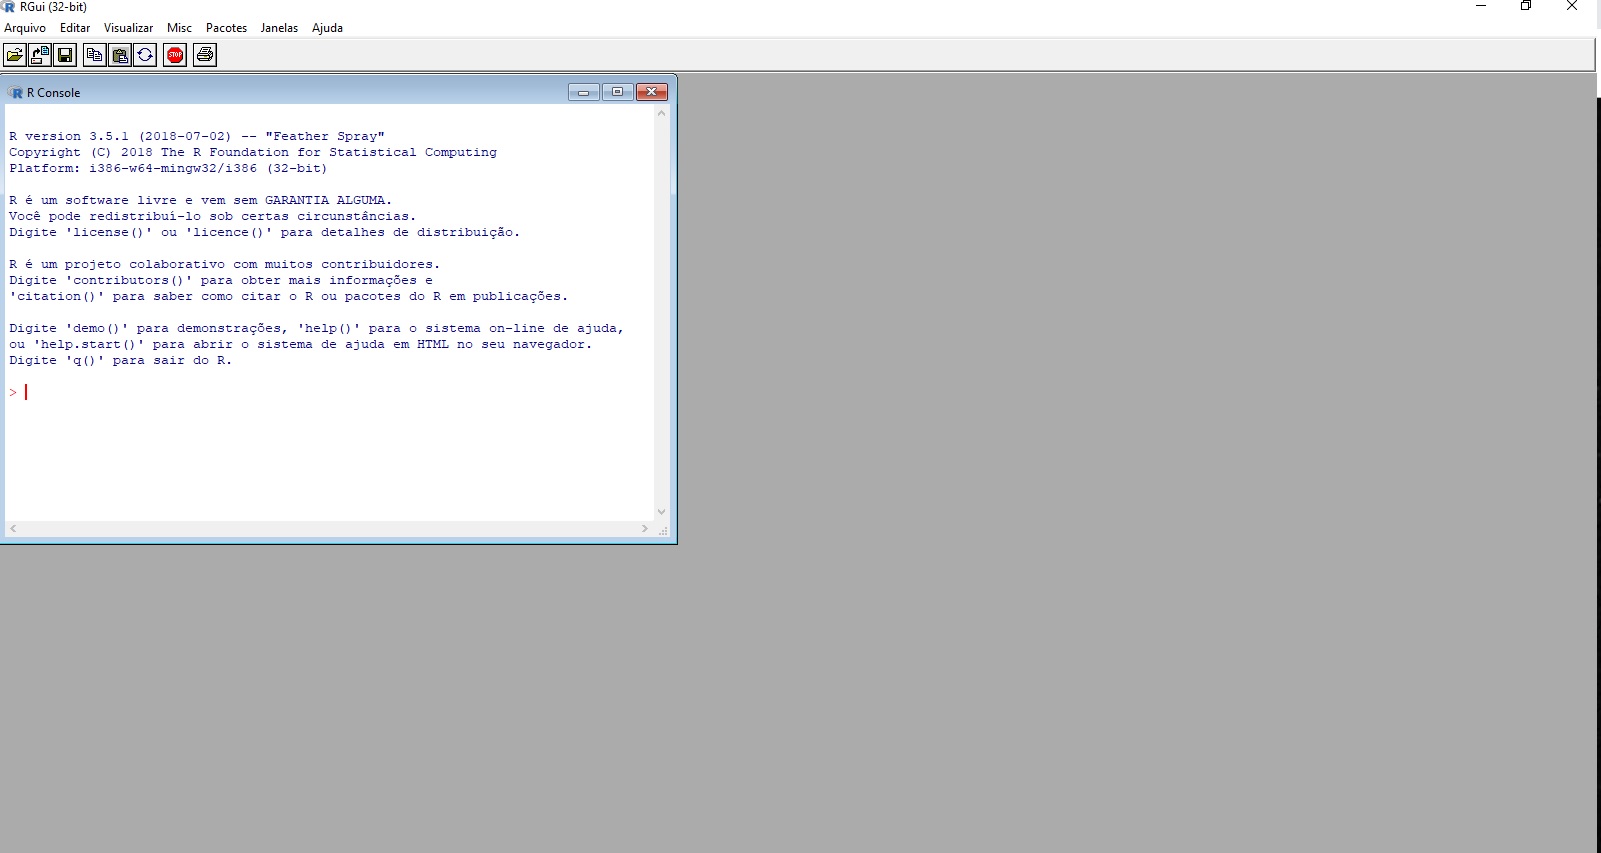 RGui (32-bit)
Arquivo Editar Visualizar Misc Pacotes Janelas Ajuda
STOP
R Console
R version 3.5.1 (2018-07-02) -- "Feather Spray"
Copyright (C) 2018 The R Foundation for Statistical Computing
Platform: i386-w64-mingw32/i386 (32-bit)
R é um software livre e vem sem GARANTIA ALGUMA.
Você pode redistribuí-lo sob certas circunstâncias.
Digite 'license()' ou 'licence()' para detalhes de distribuição.
R é um projeto colaborativo com muitos contribuidores.
Digite 'contributors()' para obter mais informações e
'citation()' para saber como citar o R ou pacotes do R em publicações.
Digite 'demo()' para demonstrações, 'help()' para o sistema on-line de ajuda,
ou 'help.start()' para abrir o sistema de ajuda em HTML no seu navegador.
Digite 'q()' para sair do R.
>